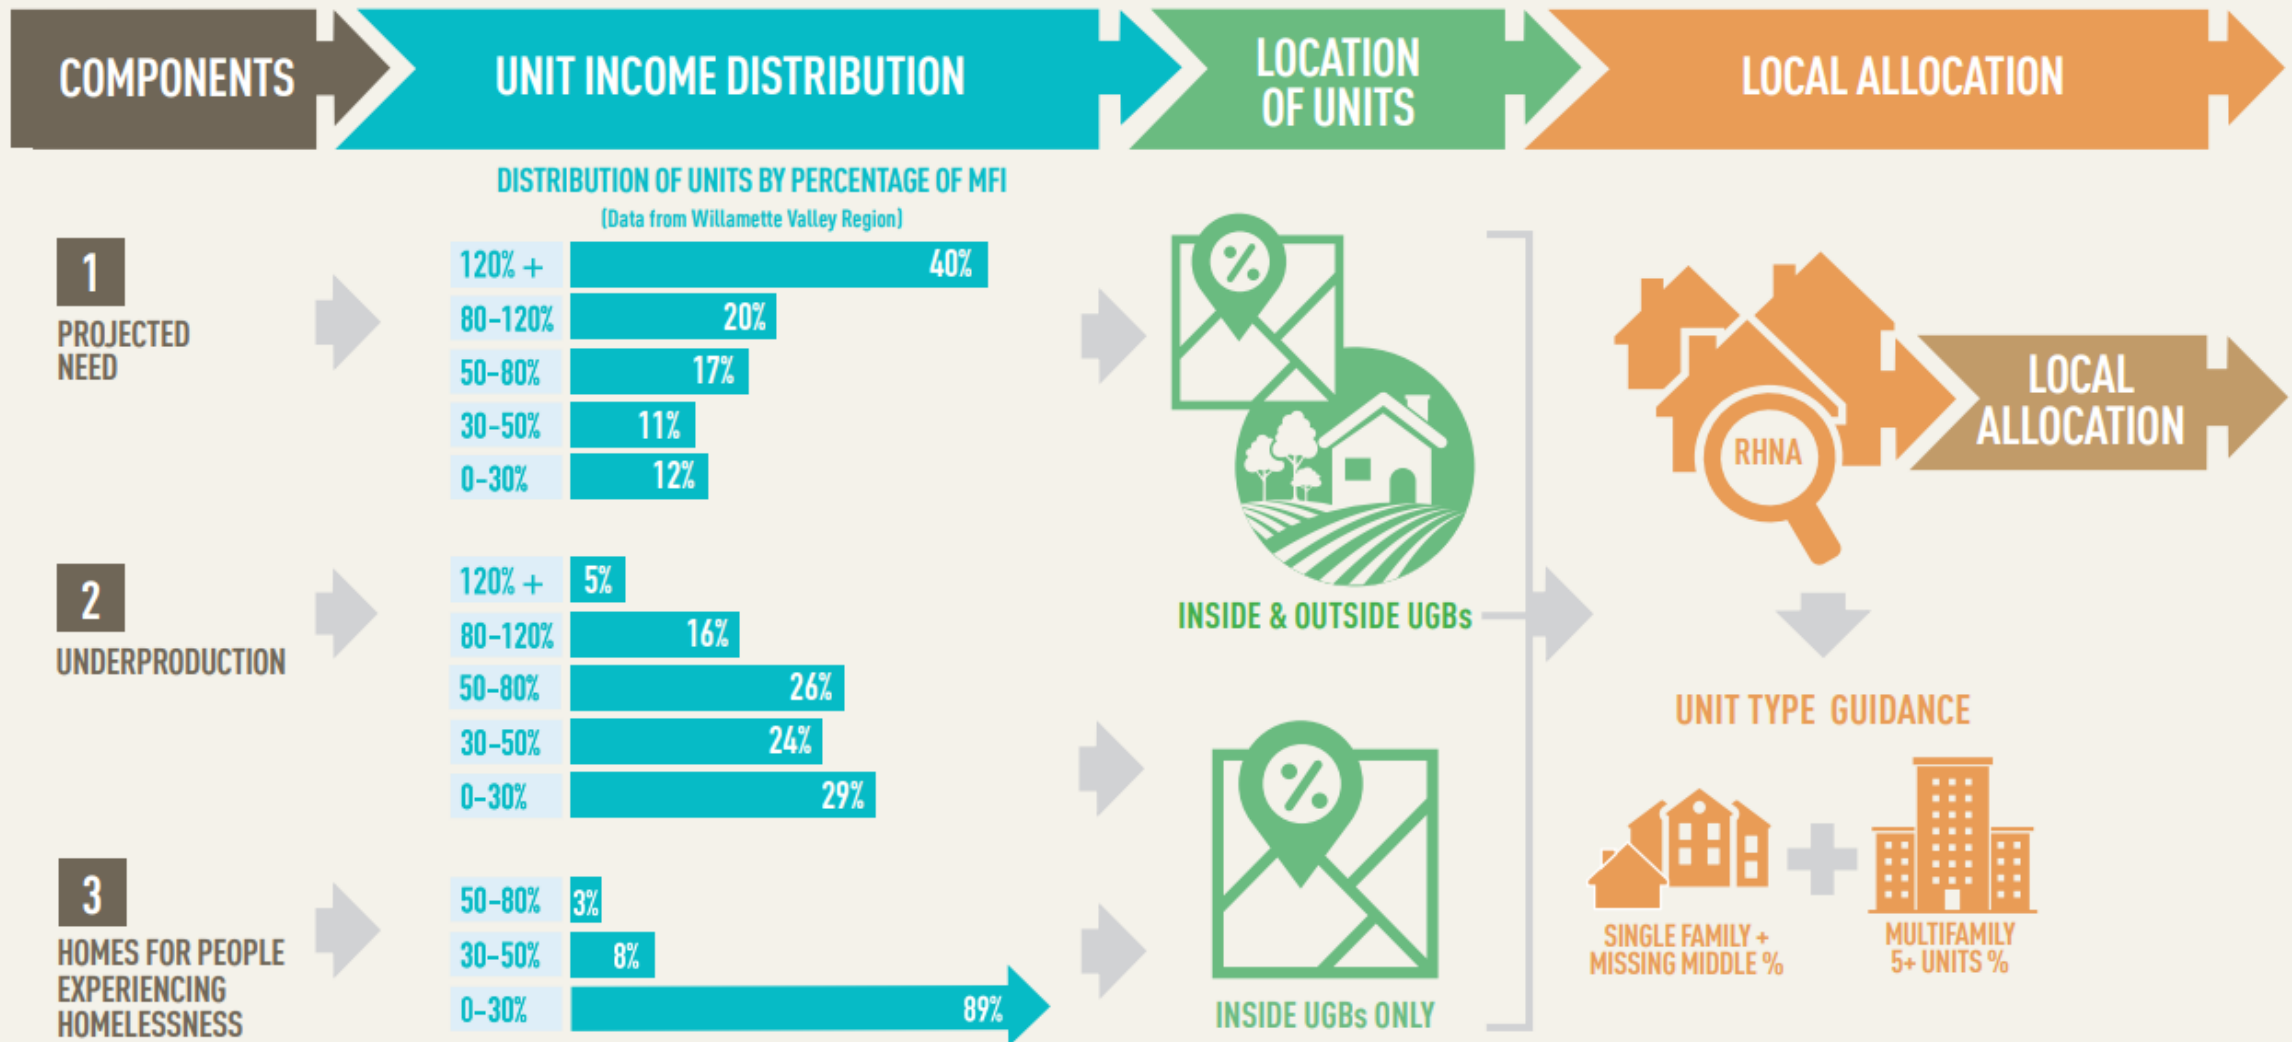 COMPONENTS
UNIT INCOME DISTRIBUTION
LOCATION
OF UNITS
LOCAL ALLOCATION
DISTRIBUTION OF UNITS BY PERCENTAGE OF MFI
(Data from Willamette Valley Region)
1
PROJECTED
NEED
120% + 40%
80-120% 20%
50-80% 17%
30-50% 11%
0-30% 12%
2
UNDERPRODUCTION
120% + 5%
80-120% 16%
50-80% 26%
30-50% 24%
0-30% 29%
3
HOMES FOR PEOPLE
EXPERIENCING
HOMELESSNESS
50-80% 3%
30-50% 8%
0-30% 89%
%
INSIDE & OUTSIDE UGBs
%
INSIDE UGBs ONLY
RHNA
LOCAL
ALLOCATION
UNIT TYPE GUIDANCE
SINGLE FAMILY +
MISSING MIDDLE %
MULTIFAMILY
5+ UNITS %